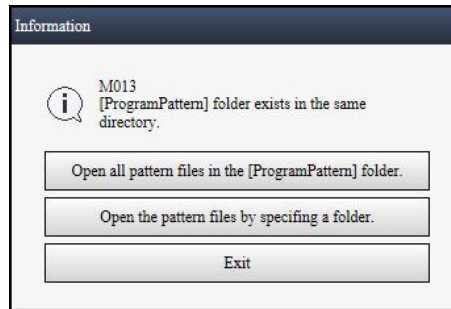 Information
M013
[ProgramPattern] folder exists in the same
directory.
Open all pattern files in the [ProgramPattern] folder.
Open the pattern files by specifing a folder.
Exit